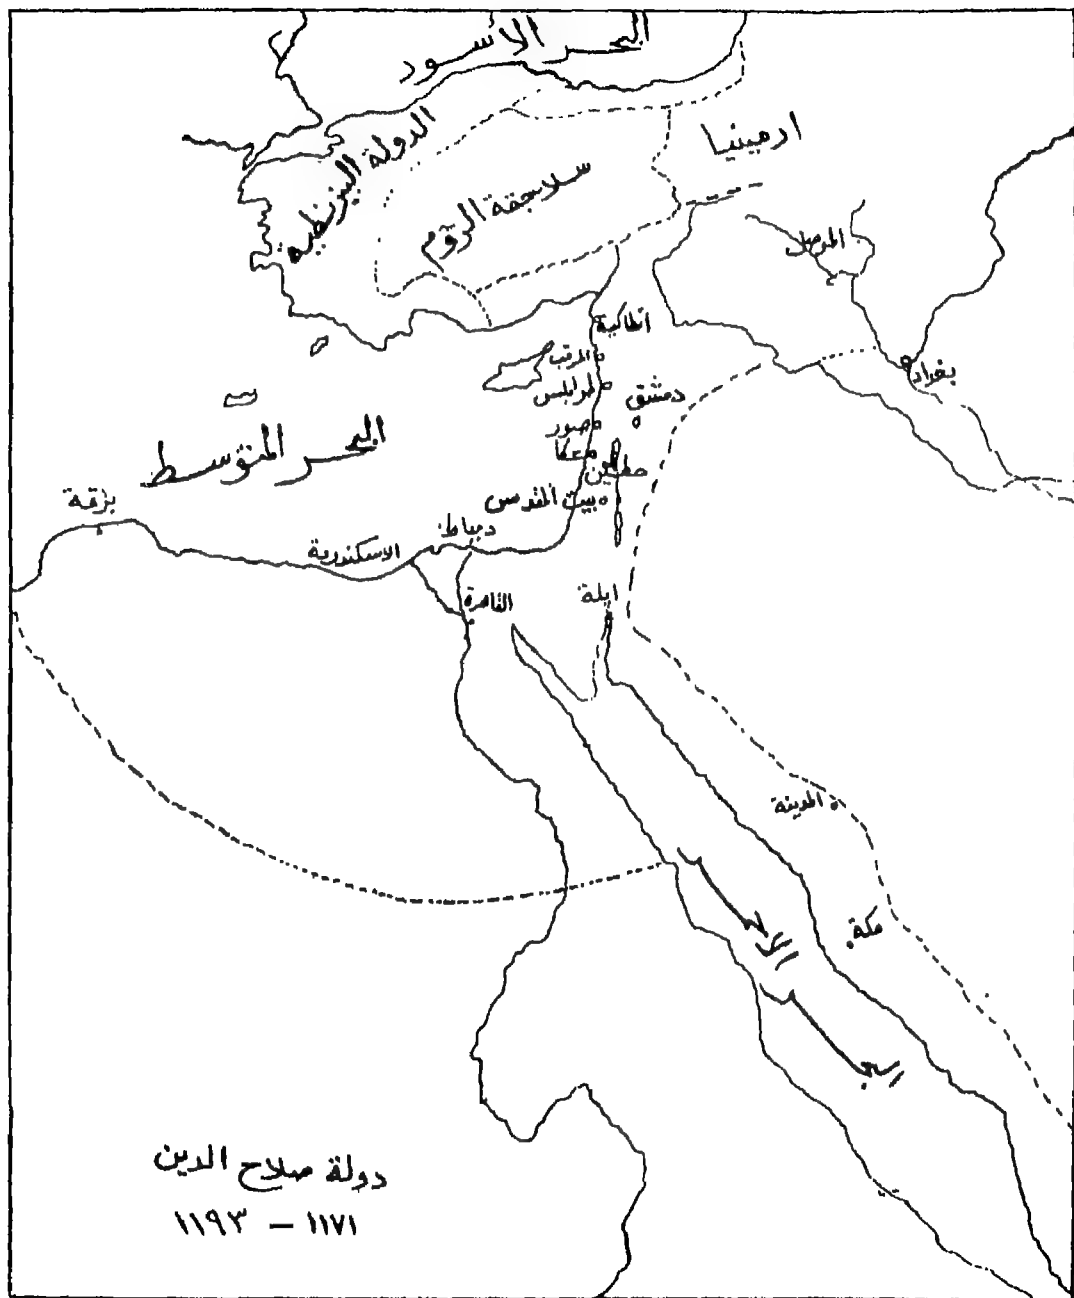 البحر الأسود
الدولة البيزنطية
سلاجقة الروم
ارمينيا
الموصل
انطاكية
المرقب
طرابلس
دمشق
بغداد
صور
عكا
حطين
البحر المتوسط
بيت المقدس
برقة
دمياط
الاسكندرية
القاهرة
ايلة
المدينة
مكة
البحر
دولة صلاح الدين
١١٧١ – ١١٩٣